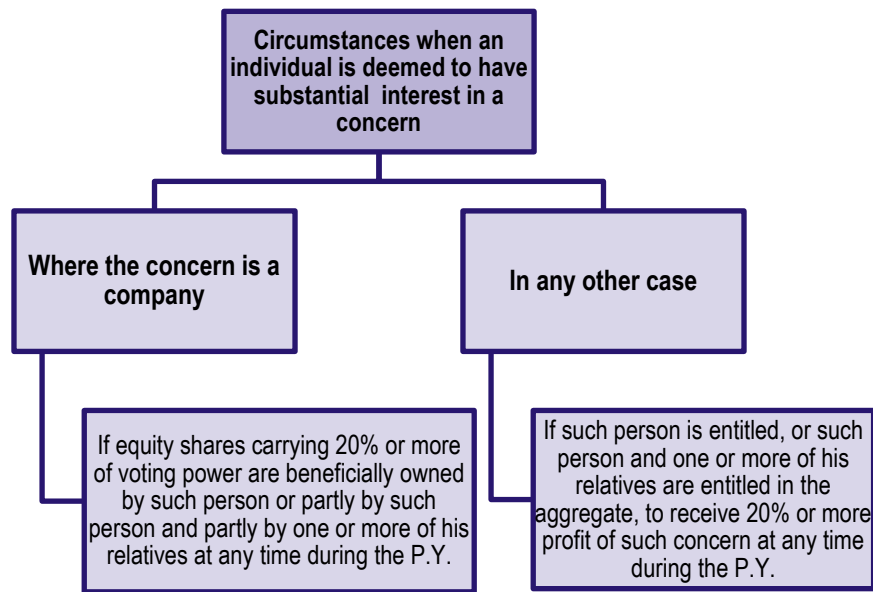 Circumstances when an
individual is deemed to have
substantial interest in a
concern
Where the concern is a
company
In any other case
If equity shares carrying 20% or more
of voting power are beneficially owned
by such person or partly by such
person and partly by one or more of his
relatives at any time during the P.Y.
If such person is entitled, or such
person and one or more of his
relatives are entitled in the
aggregate, to receive 20% or more
profit of such concern at any time
during the P.Y.